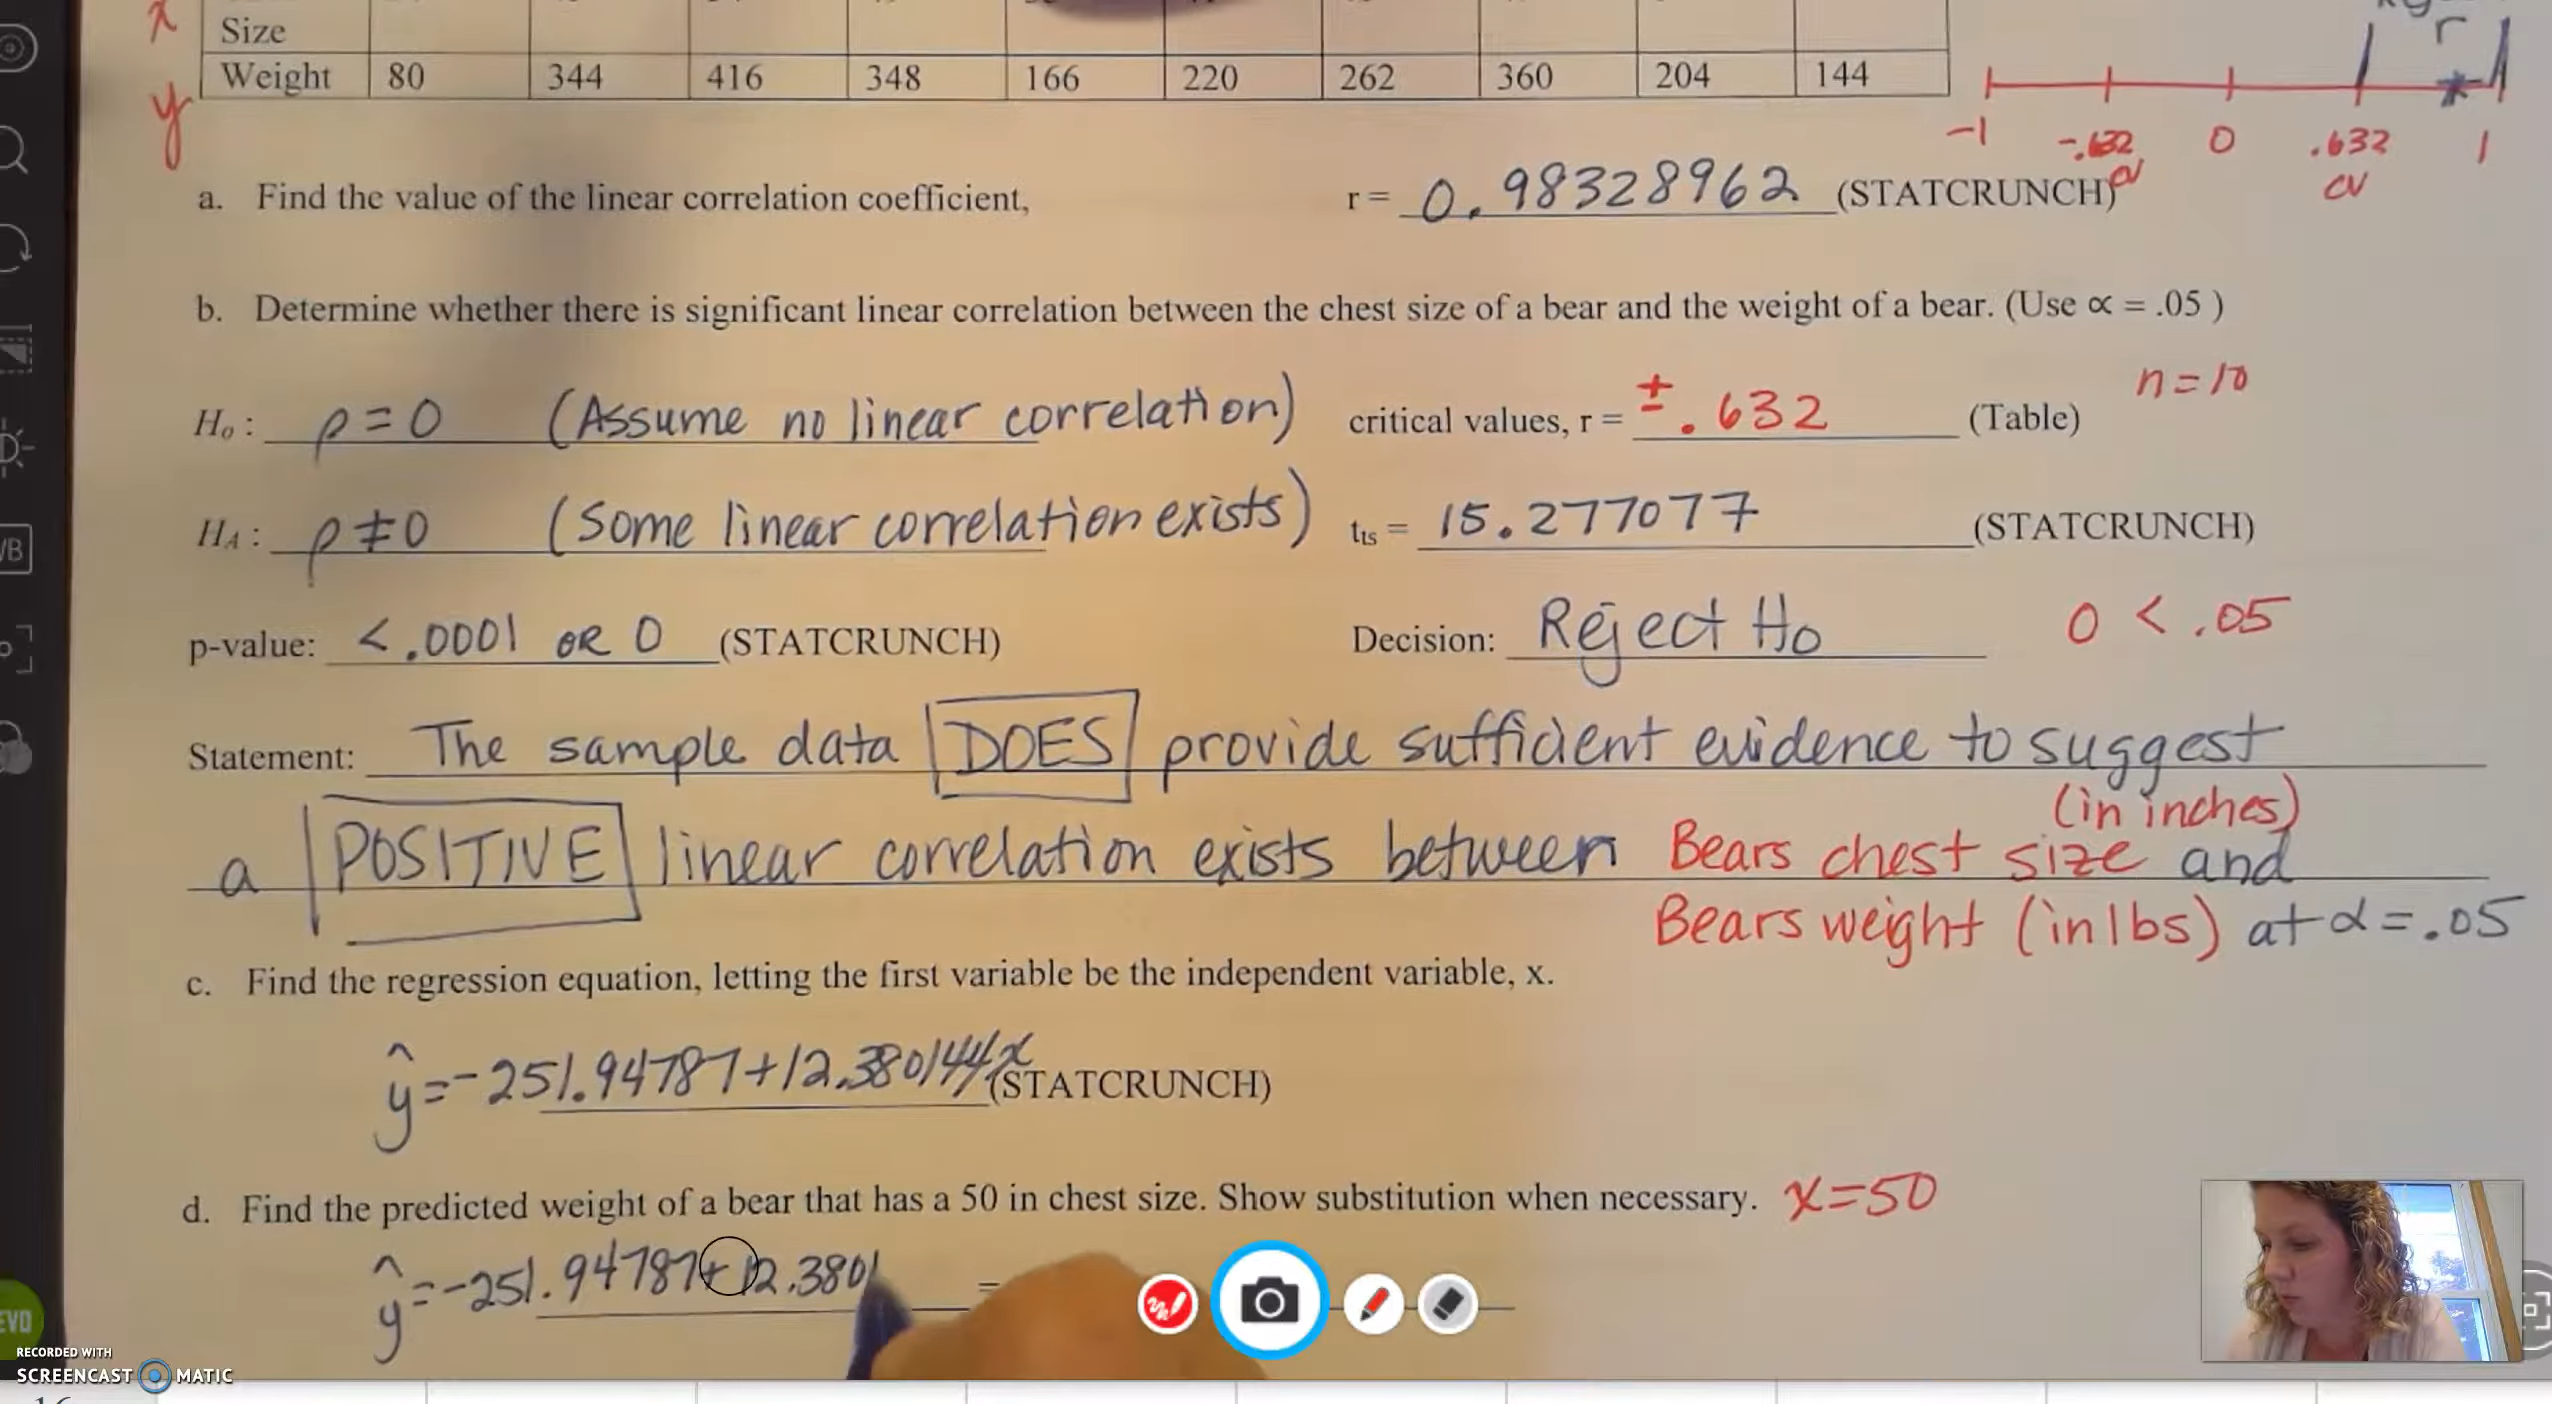 r
x
Size
y Weight 80 344 416 348 166 220 262 360 204 144
-1 -.632 0 .632 1
cv cv
a. Find the value of the linear correlation coefficient, r = 0.98328962 (STATCRUNCH)
b. Determine whether there is significant linear correlation between the chest size of a bear and the weight of a bear. (Use ∝ = .05 )
n=10
Ho : ρ=0 (Assume no linear correlation) critical values, r = ±.632 (Table)
HA : ρ≠0 (Some linear correlation exists) tts = 15.277077 (STATCRUNCH)
p-value: <.0001 OR 0 (STATCRUNCH) Decision: Reject Ho 0 < .05
Statement: The sample data DOES provide sufficient evidence to suggest
(in inches)
a POSITIVE linear correlation exists between Bears chest size and
Bears weight (in lbs) at α=.05
c. Find the regression equation, letting the first variable be the independent variable, x.
ŷ=-251.94787+12.380144x (STATCRUNCH)
d. Find the predicted weight of a bear that has a 50 in chest size. Show substitution when necessary. x=50
ŷ=-251.94787+12.3801 =
EVO
RECORDED WITH
SCREENCAST MATIC